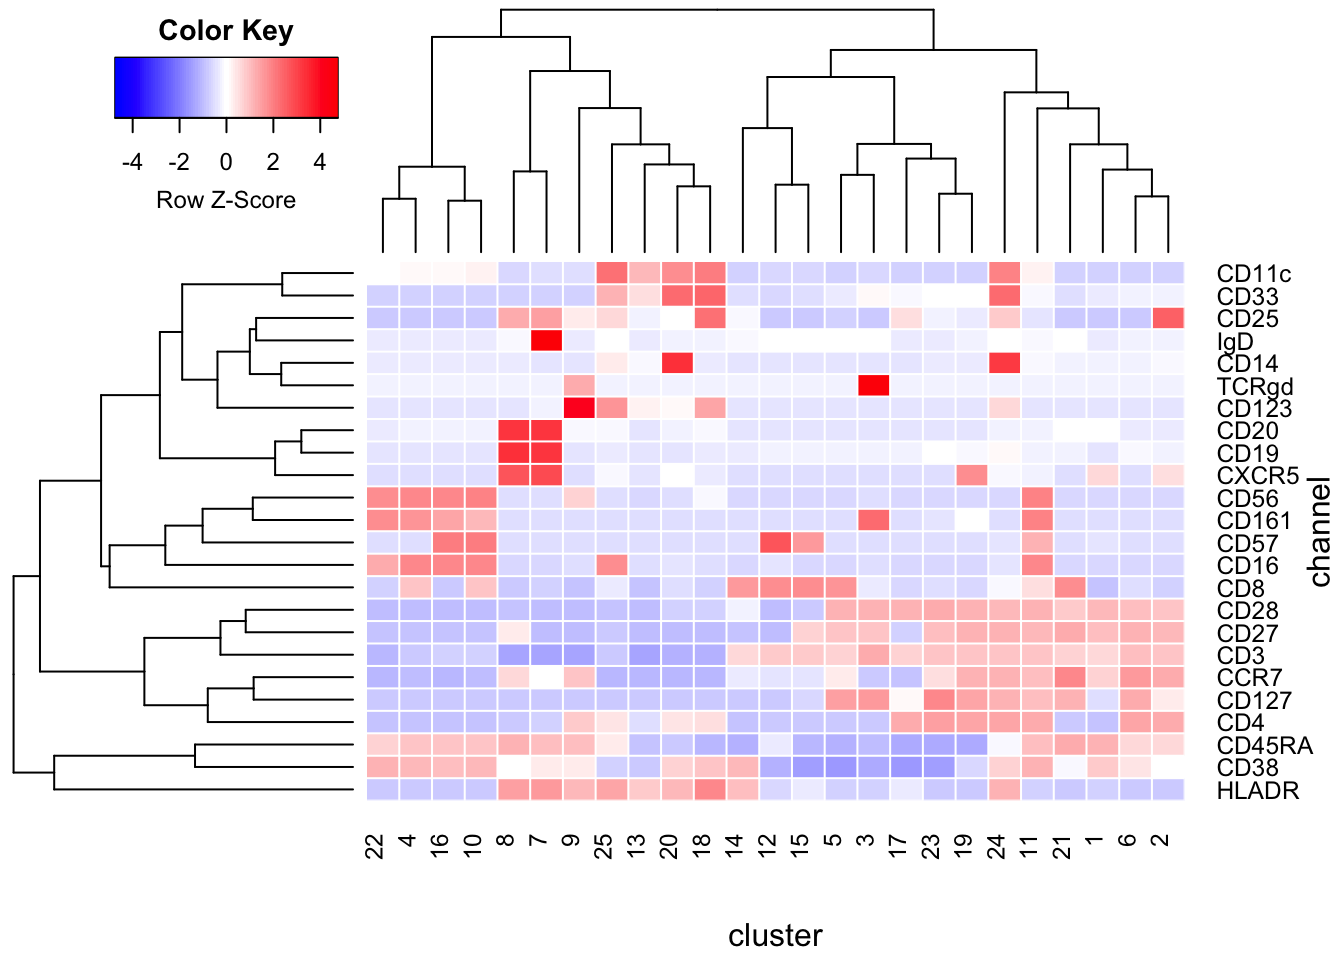 Color Key
-4 -2 0 2 4
Row Z-Score
CD11c
CD33
CD25
IgD
CD14
TCRgd
CD123
CD20
CD19
CXCR5
CD56
CD161
CD57
CD16
CD8
CD28
CD27
CD3
CCR7
CD127
CD4
CD45RA
CD38
HLADR
channel
22 4 16 10 8 7 9 25 13 20 18 14 12 15 5 3 17 23 19 24 11 21 1 6 2
cluster